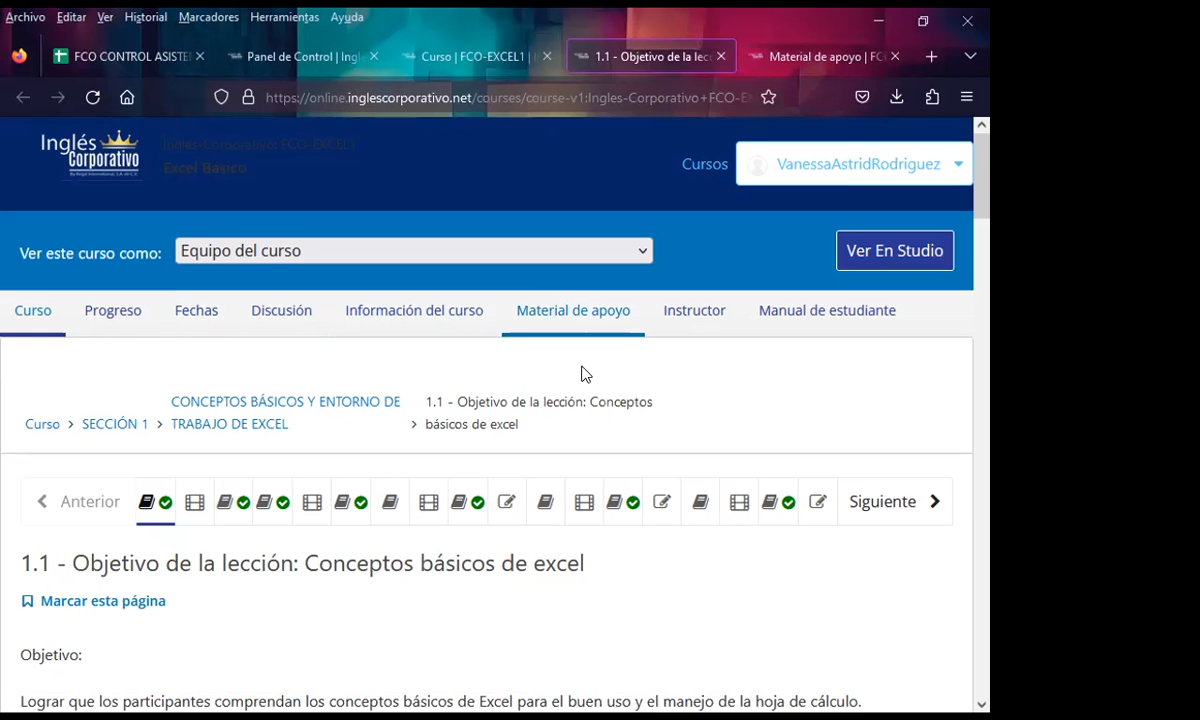 Archivo Editar Ver Historial Marcadores Herramientas Ayuda
FCO CONTROL ASISTE
Panel de Control | Ingl
Curso | FCO-EXCEL1 |
1.1 - Objetivo de la lecc
Material de apoyo | FC
https://online.inglescorporativo.net/courses/course-v1:Ingles-Corporativo+FCO-E
Inglés
Corporativo
Ingles-Corporativo: FCO-EXCEL1
Excel Básico
Cursos
VanessaAstridRodriguez
Ver este curso como:
Equipo del curso
Ver En Studio
Curso Progreso Fechas Discusión Información del curso Material de apoyo Instructor Manual de estudiante
Curso > SECCIÓN 1 >
CONCEPTOS BÁSICOS Y ENTORNO DE
TRABAJO DE EXCEL
>
1.1 - Objetivo de la lección: Conceptos
básicos de excel
Anterior
Siguiente
1.1 - Objetivo de la lección: Conceptos básicos de excel
Marcar esta página
Objetivo:
Lograr que los participantes comprendan los conceptos básicos de Excel para el buen uso y el manejo de la hoja de cálculo.